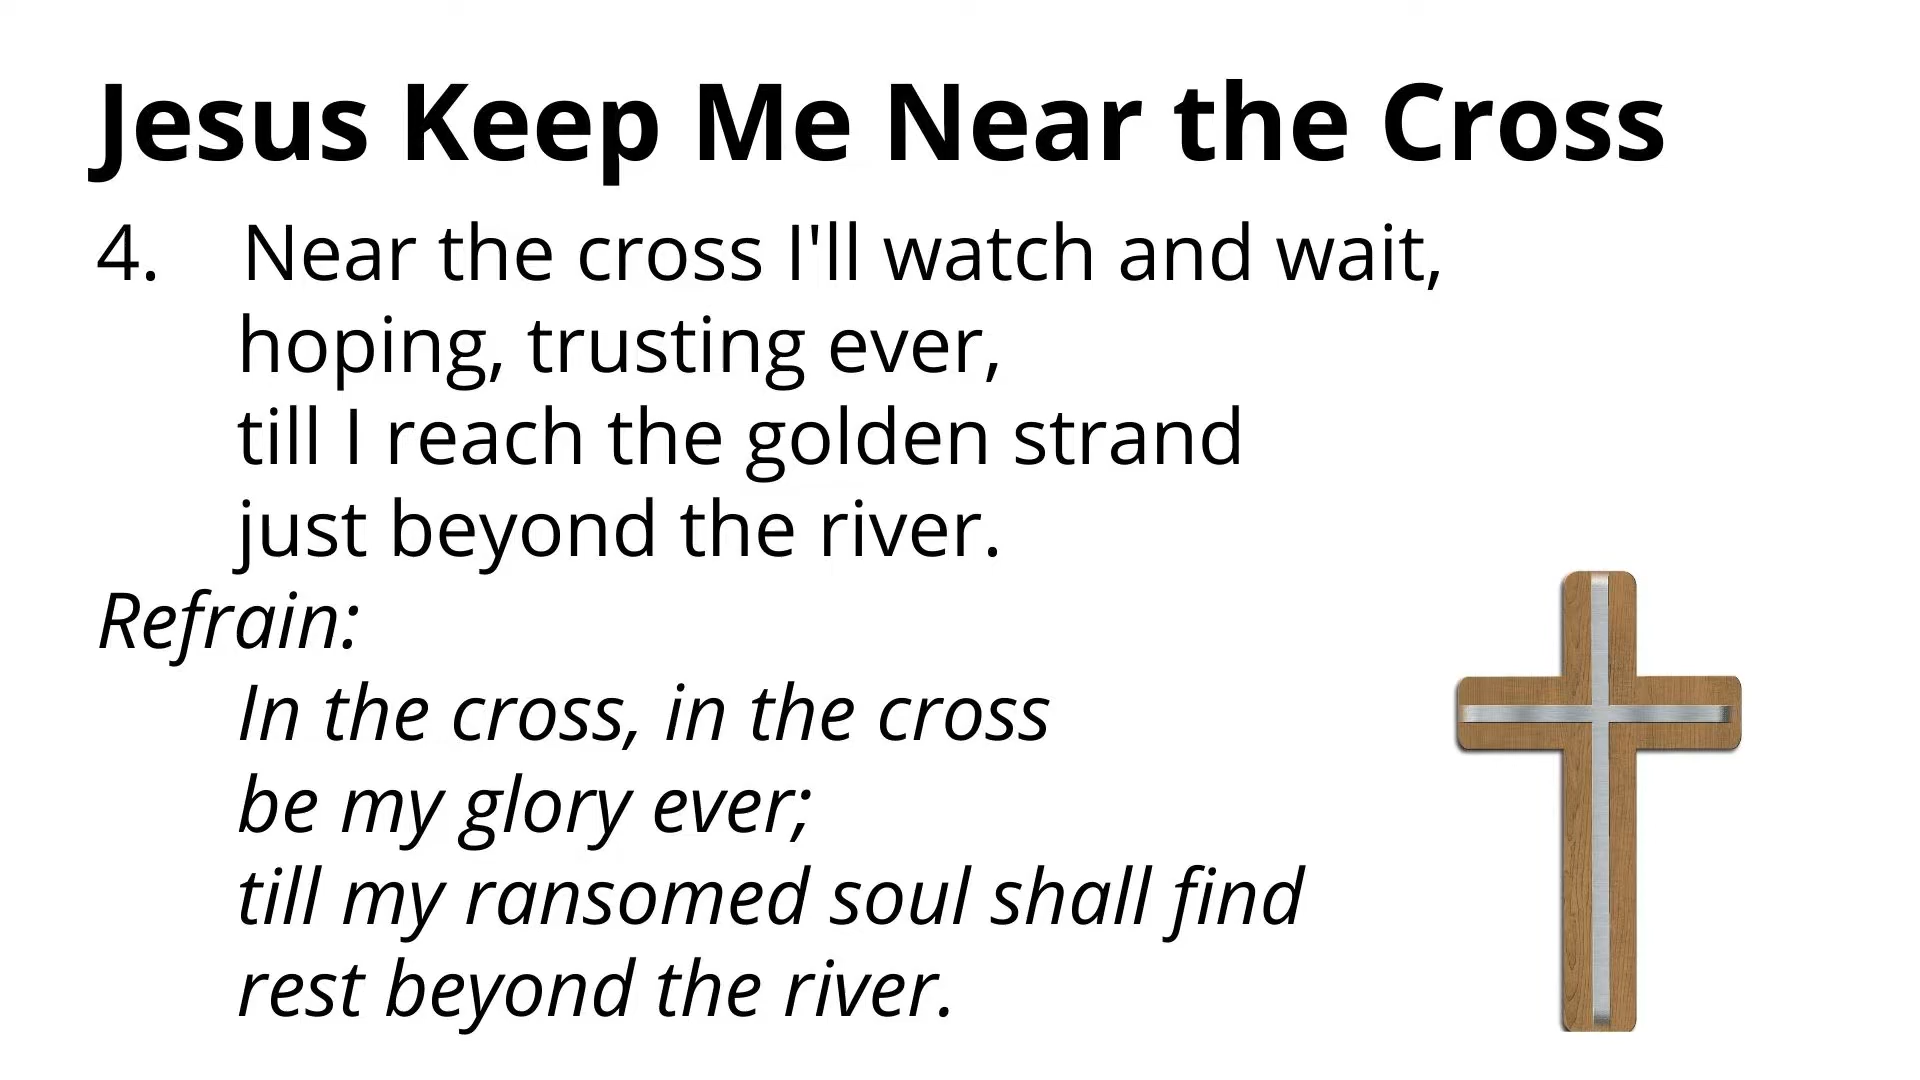 Jesus Keep Me Near the Cross
4. Near the cross I'll watch and wait,
hoping, trusting ever,
till I reach the golden strand
just beyond the river.
Refrain:
In the cross, in the cross
be my glory ever;
till my ransomed soul shall find
rest beyond the river.